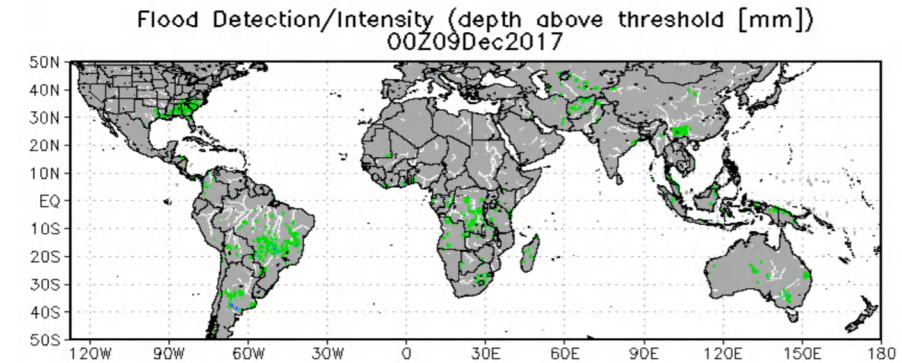 Flood Detection/Intensity (depth above threshold [mm])
00Z09Dec2017
50N
40N
30N
20N
10N
EQ
10S
20S
30S
40S
50S
120W 90W 60W 30W 0 30E 60E 90E 120E 150E 180